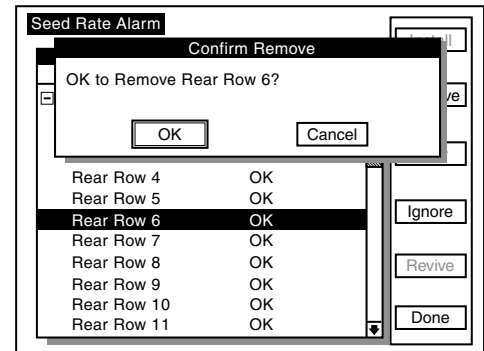 Seed Rate Alarm
Confirm Remove
OK to Remove Rear Row 6?
OK
Cancel
Rear Row 4 OK
Rear Row 5 OK
Rear Row 6 OK
Rear Row 7 OK
Rear Row 8 OK
Rear Row 9 OK
Rear Row 10 OK
Rear Row 11 OK
Ignore
Revive
Done